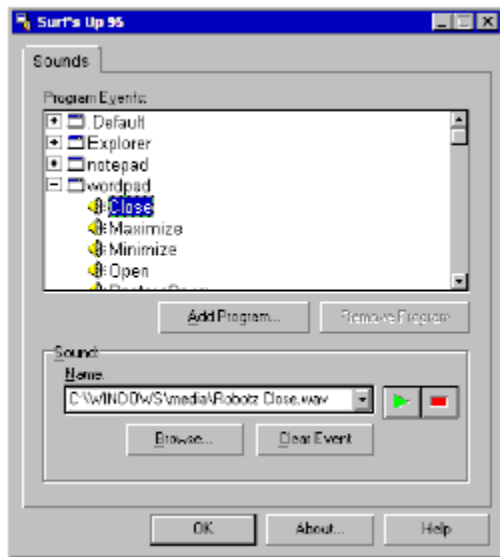 Surf's Up 95
Sounds
Program Events:
.Default
Explorer
notepad
wordpad
Close
Maximize
Minimize
Open
Add Program... Remove Program
Sound:
Name:
C:\WINDOWS\media\Robotz Close.wav
Browse... Clear Event
OK About... Help